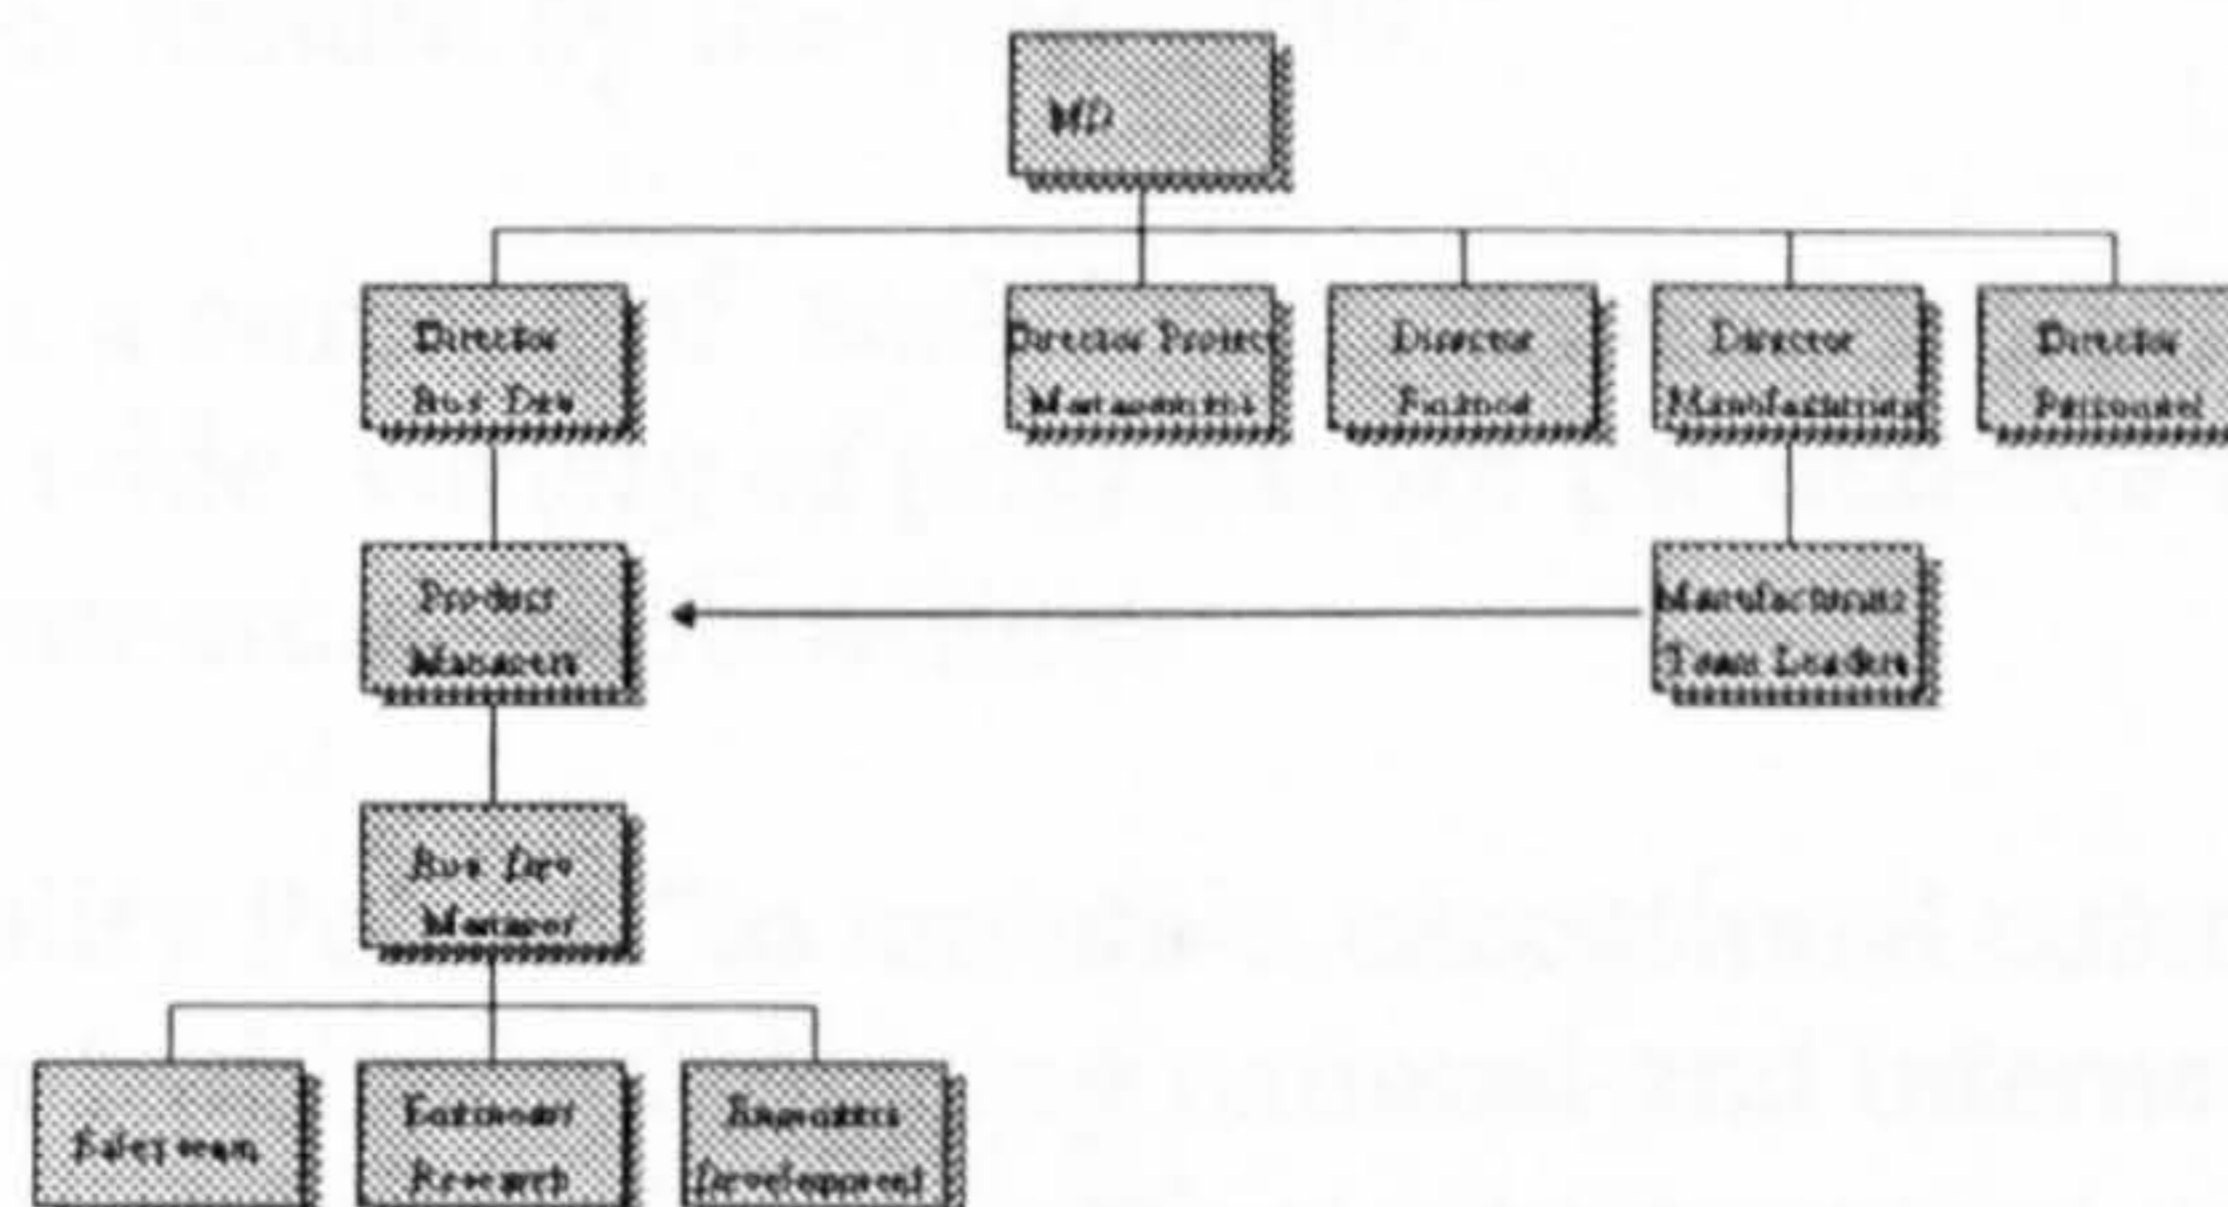 MD
Director
Bus Dev
Director Project
Management
Director
Finance
Director
Manufacturing
Director
Personnel
Product
Managers
Manufacturing
Team Leaders
Bus Dev
Manager
Sales team
Research
Development